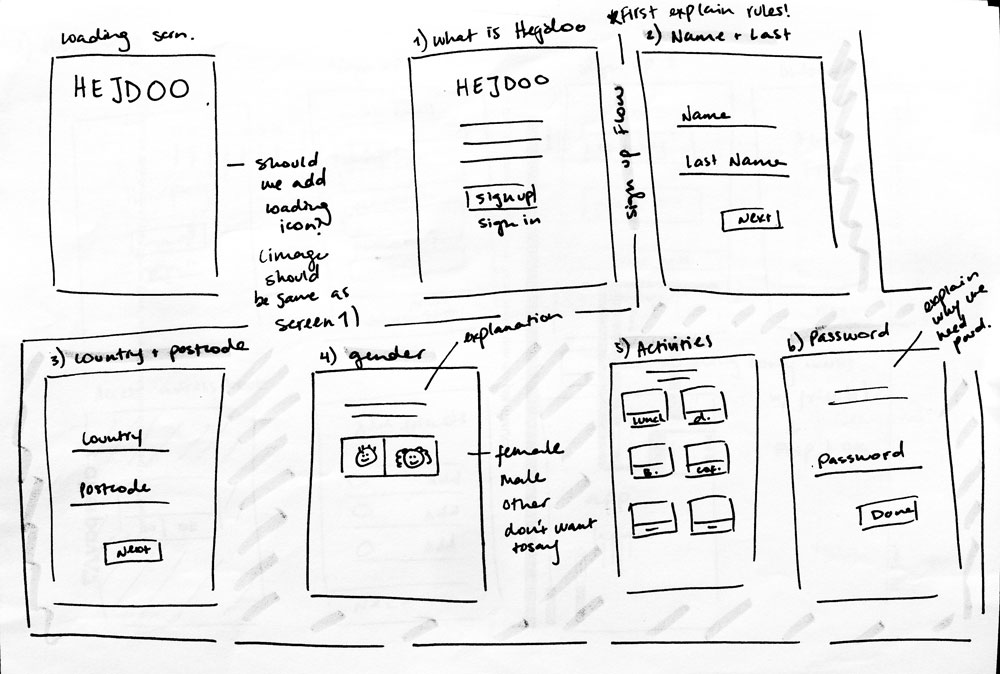 loading scrn.
HEJDOO
should
we add
loading
icon?
(image
should
be same as
screen 1)
1) what is Hejdoo
HEJDOO
sign up
sign in
*First explain rules!
sign up flow
2) Name + Last
Name
Last Name
Next
3) country + postcode
Country
Postcode
Next
4) gender
explanation
female
male
other
don't want
to say
5) Activities
lunch
d.
B.
cof.
6) Password
explain
why we
need
Password
Done